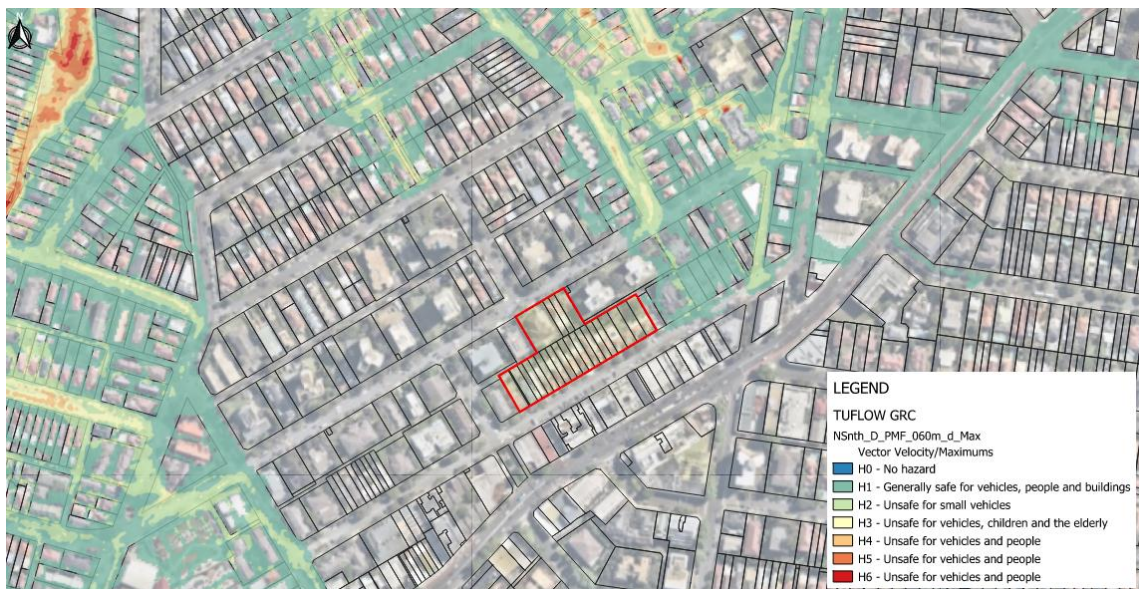 N
LEGEND
TUFLOW GRC
NSnth_D_PMF_060m_d_Max
Vector Velocity/Maximums
H0 - No hazard
H1 - Generally safe for vehicles, people and buildings
H2 - Unsafe for small vehicles
H3 - Unsafe for vehicles, children and the elderly
H4 - Unsafe for vehicles and people
H5 - Unsafe for vehicles and people
H6 - Unsafe for vehicles and people